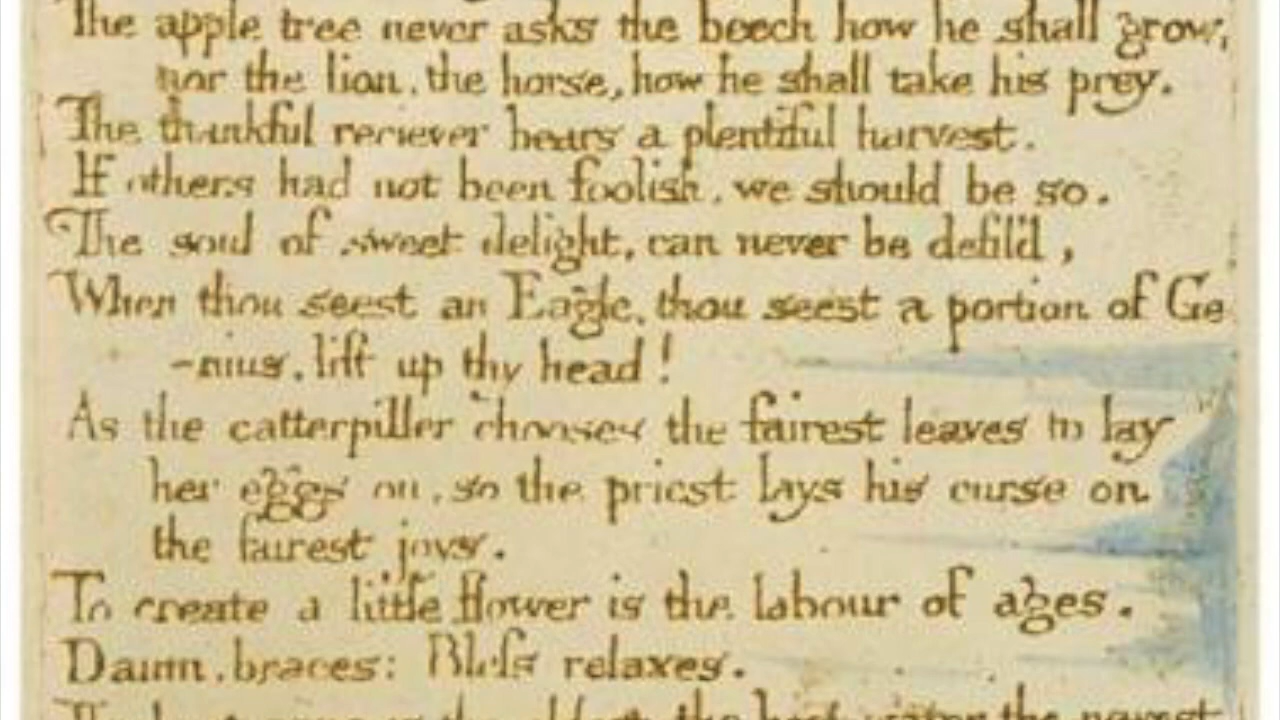 The apple tree never asks the beech how he shall grow,
nor the lion, the horse, how he shall take his prey.
The thankful reciever bears a plentiful harvest.
If others had not been foolish, we should be so.
The soul of sweet delight, can never be defil'd,
When thou seest an Eagle, thou seest a portion of Ge
-nius. lift up thy head!
As the catterpiller chooses the fairest leaves to lay
her eggs on, so the priest lays his curse on
the fairest joys.
To create a little flower is the labour of ages.
Damn, braces: Bleſs relaxes.
the best water the newest